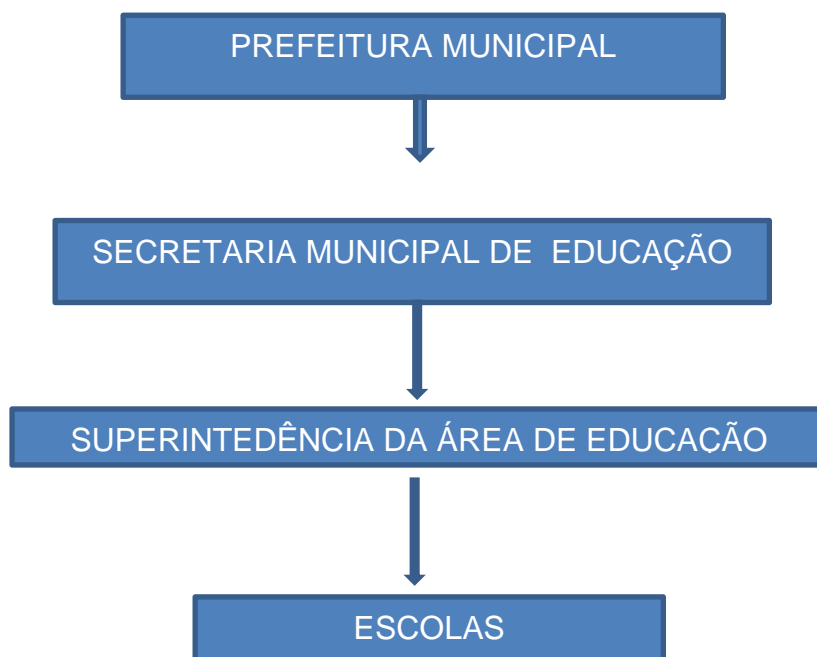 PREFEITURA MUNICIPAL
SECRETARIA MUNICIPAL DE EDUCAÇÃO
SUPERINTEDÊNCIA DA ÁREA DE EDUCAÇÃO
ESCOLAS